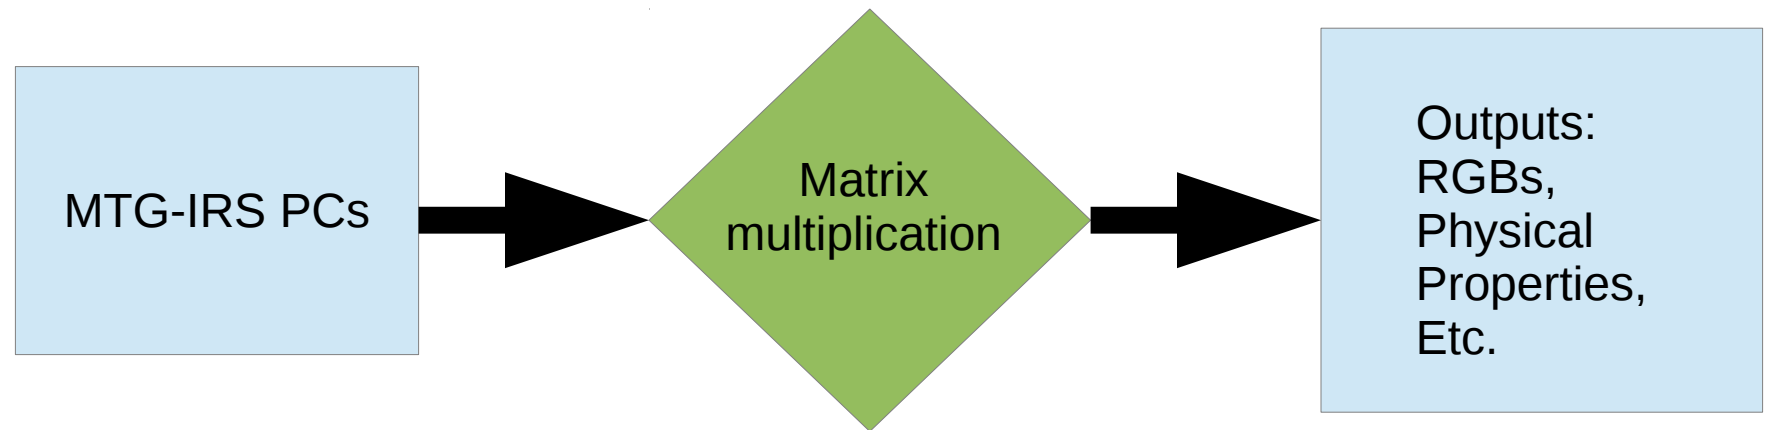 MTG-IRS PCs
Matrix
multiplication
Outputs:
RGBs,
Physical
Properties,
Etc.